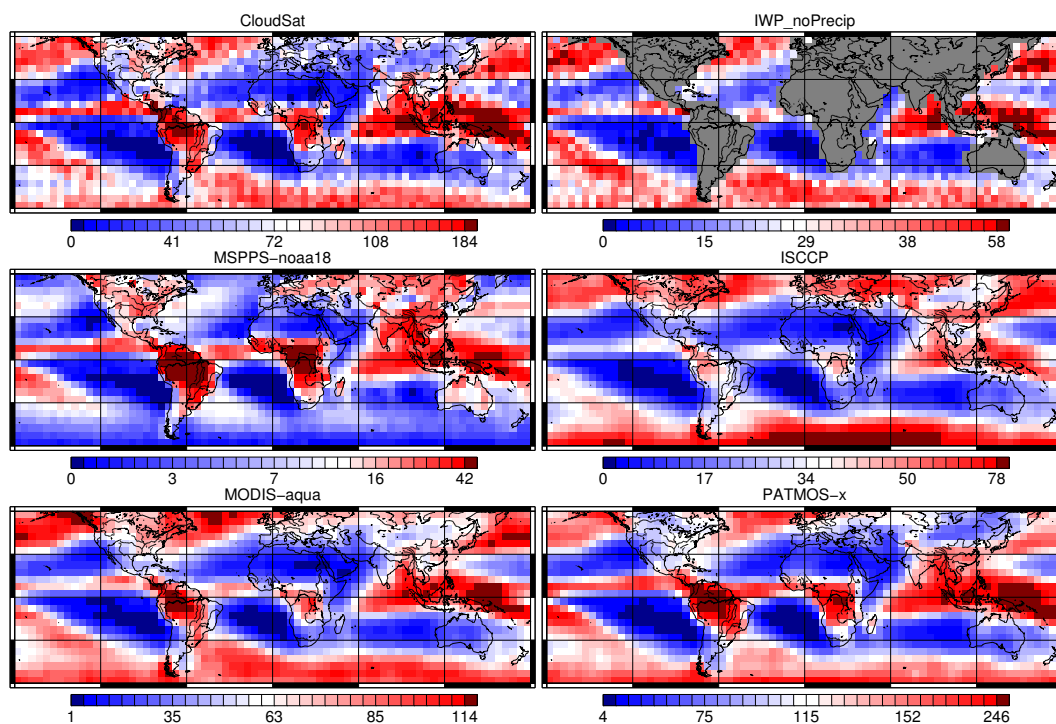 CloudSat
IWP_noPrecip
0 41 72 108 184
0 15 29 38 58
MSPPS-noaa18
ISCCP
0 3 7 16 42
0 17 34 50 78
MODIS-aqua
PATMOS-x
1 35 63 85 114
4 75 115 152 246